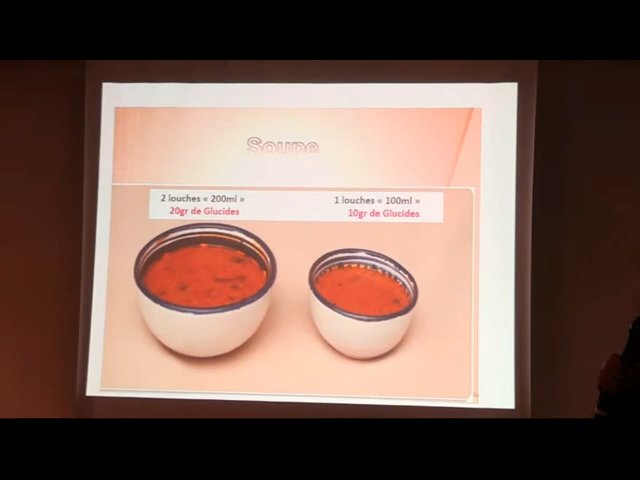 Soupe
2 louches « 200ml »
20gr de Glucides
1 louches « 100ml »
10gr de Glucides